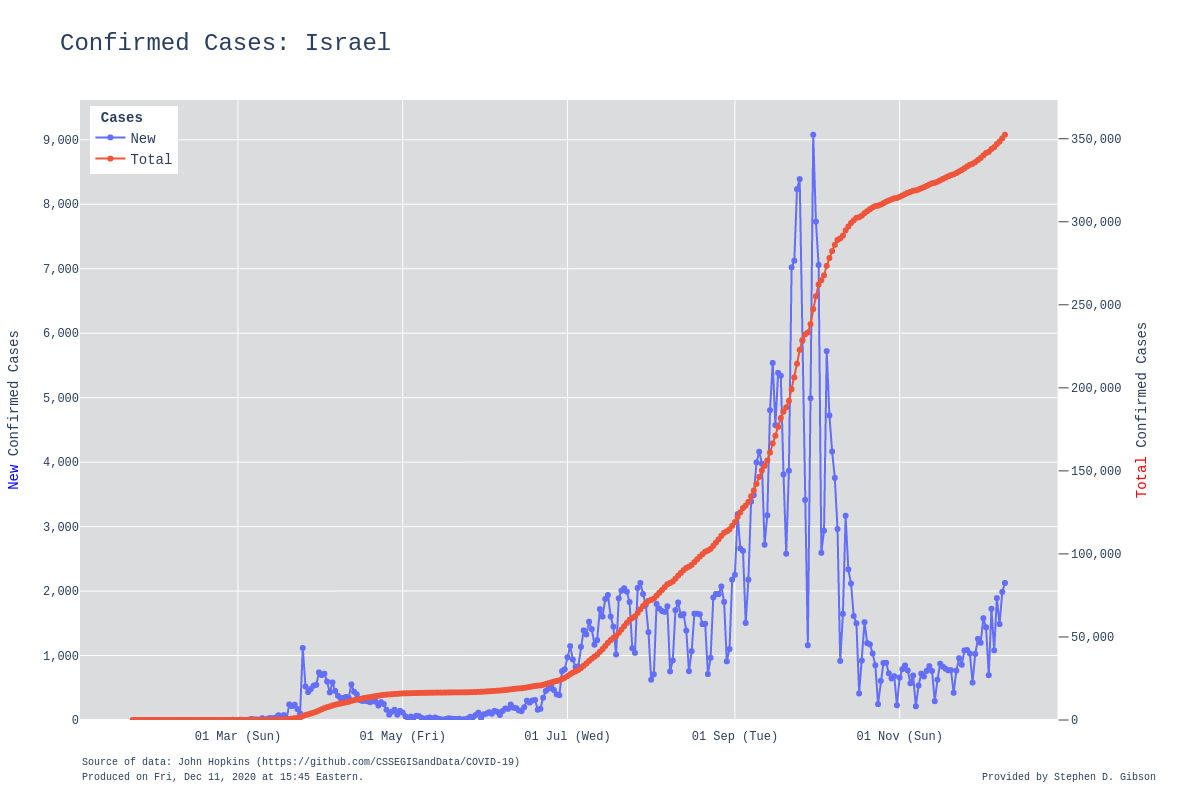 Confirmed Cases: Israel
Cases
New
Total
9,000
8,000
7,000
6,000
5,000
4,000
3,000
2,000
1,000
0
New Confirmed Cases
350,000
300,000
250,000
200,000
150,000
100,000
50,000
0
Total Confirmed Cases
01 Mar (Sun)
01 May (Fri)
01 Jul (Wed)
01 Sep (Tue)
01 Nov (Sun)
Source of data: John Hopkins (https://github.com/CSSEGISandData/COVID-19)
Produced on Fri, Dec 11, 2020 at 15:45 Eastern.
Provided by Stephen D. Gibson